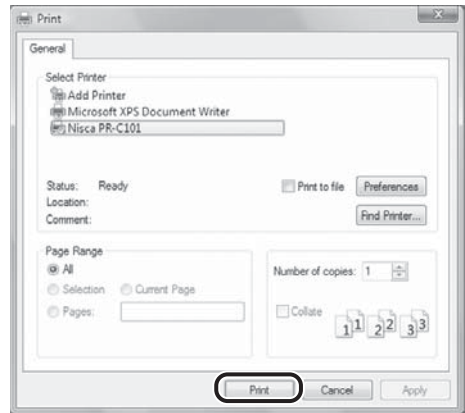 Print
General
Select Printer
Add Printer
Microsoft XPS Document Writer
Nisca PR-C101
Status: Ready
Print to file
Preferences
Location:
Comment:
Find Printer...
Page Range
All
Selection
Current Page
Pages:
Number of copies: 1
Collate
1 1 2 2 3 3
Print
Cancel
Apply